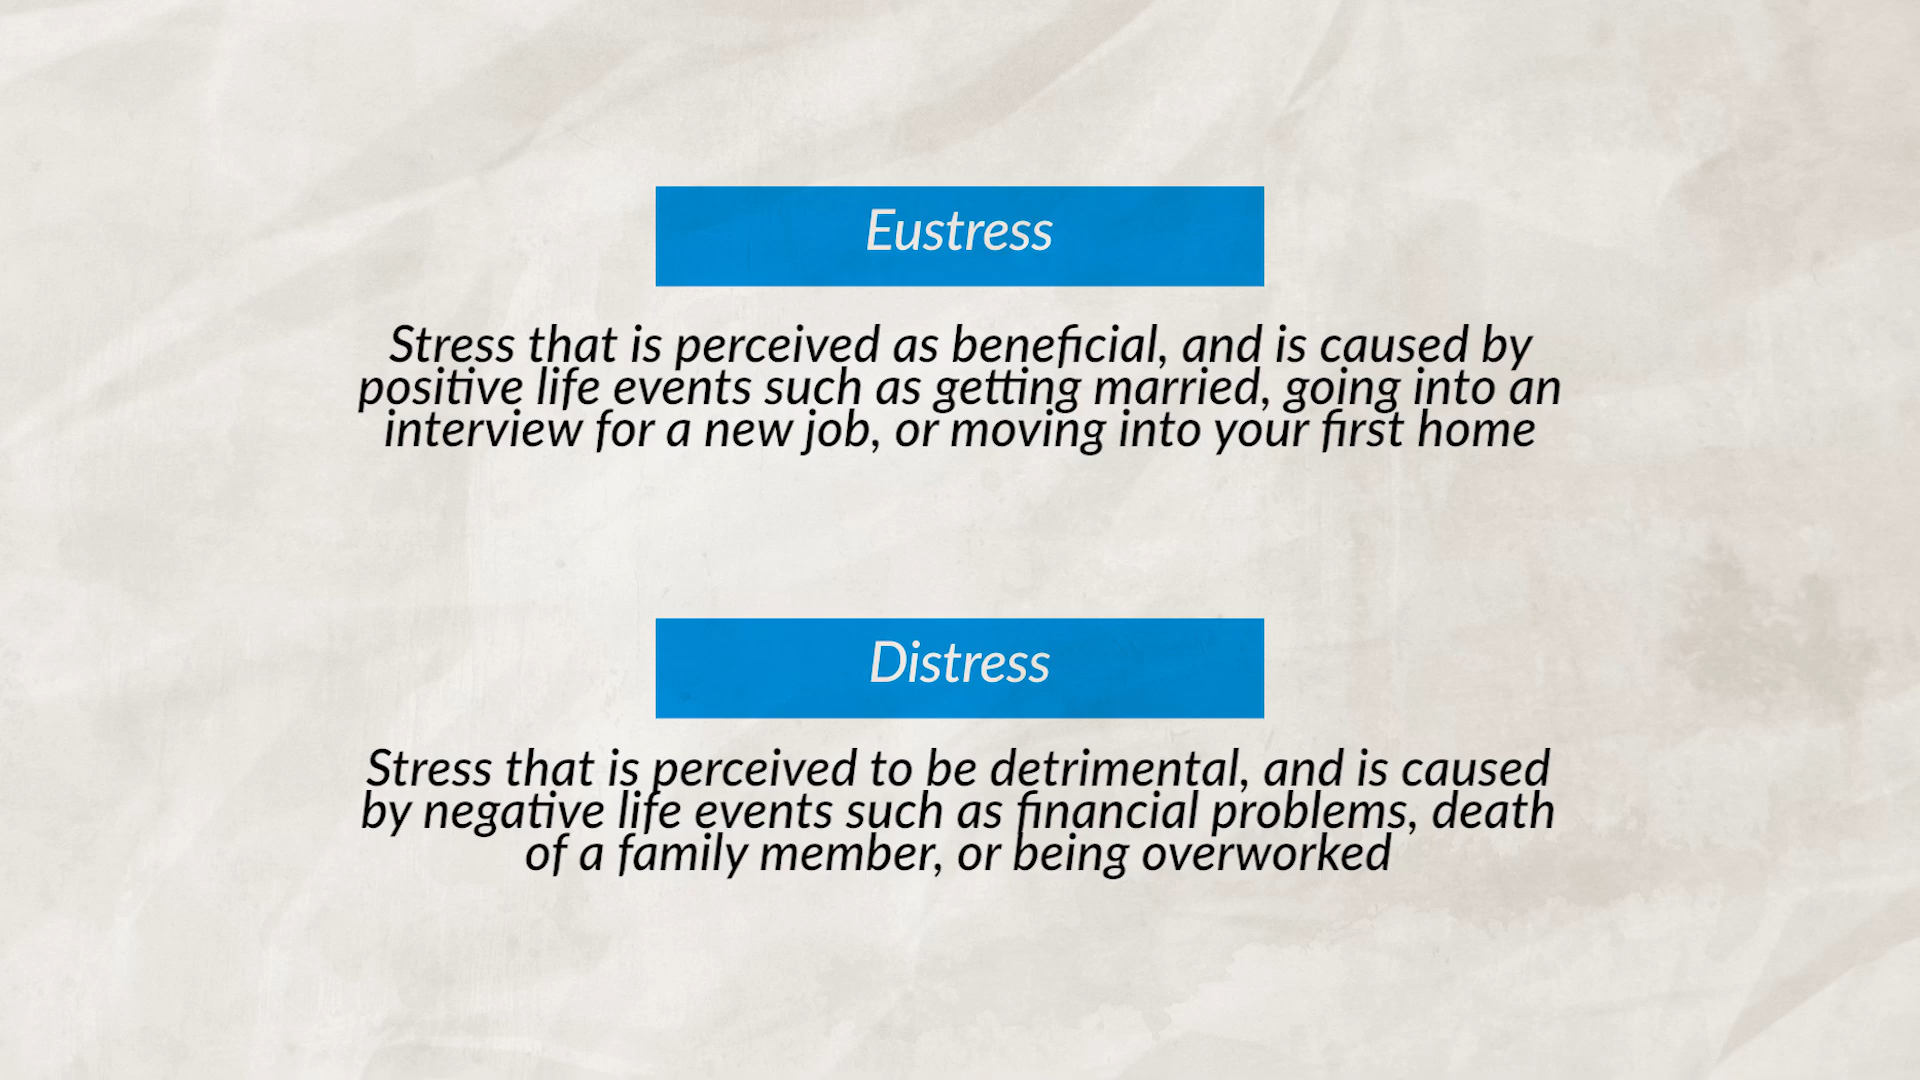 Eustress
Stress that is perceived as beneficial, and is caused by
positive life events such as getting married, going into an
interview for a new job, or moving into your first home
Distress
Stress that is perceived to be detrimental, and is caused
by negative life events such as financial problems, death
of a family member, or being overworked